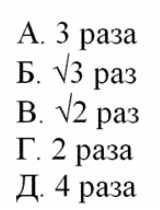 А. 3 раза
Б. √3 раз
В. √2 раз
Г. 2 раза
Д. 4 раза